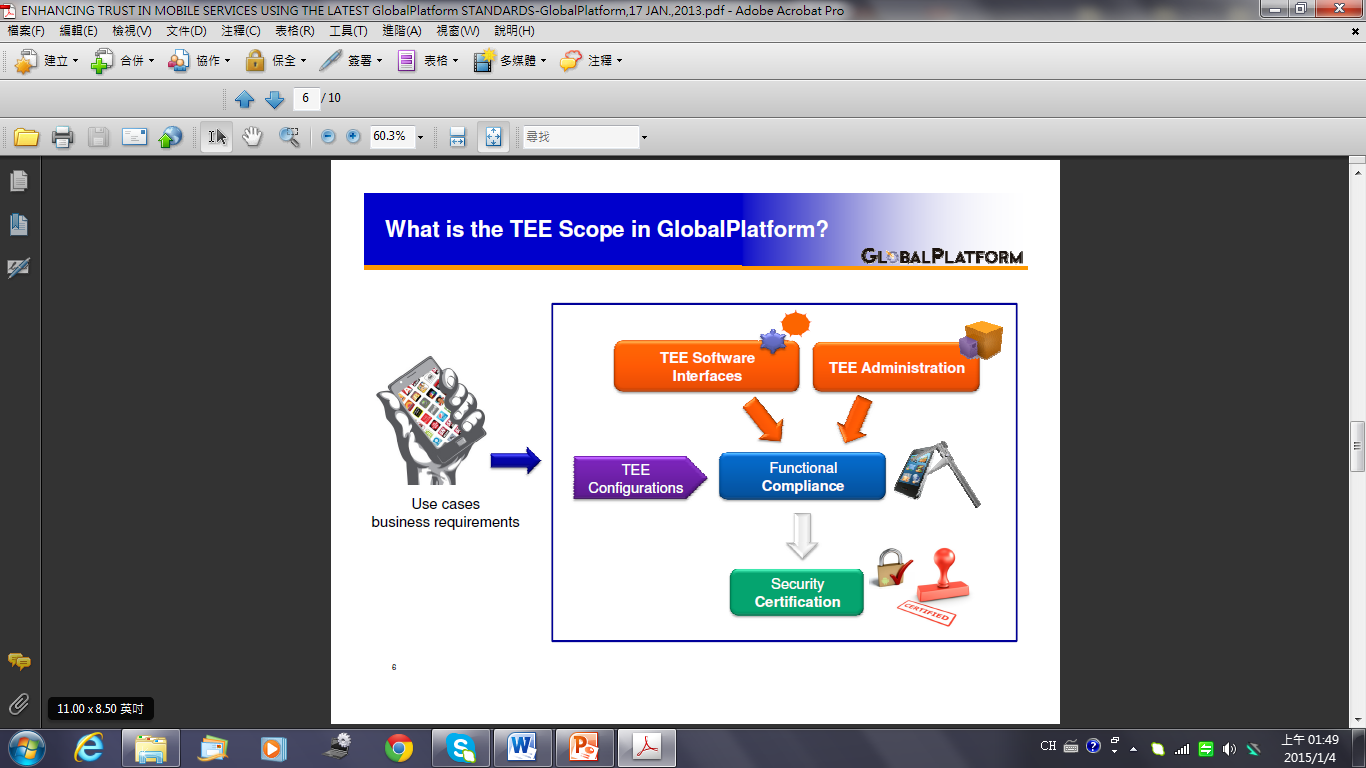 ENHANCING TRUST IN MOBILE SERVICES USING THE LATEST GlobalPlatform STANDARDS-GlobalPlatform,17 JAN.,2013.pdf - Adobe Acrobat Pro
檔案(F) 編輯(E) 檢視(V) 文件(D) 注釋(C) 表格(R) 工具(T) 進階(A) 視窗(W) 說明(H)
建立 合併 協作 保全 簽署 表格 多媒體 注釋
6 / 10
60.3% 尋找
What is the TEE Scope in GlobalPlatform?
GLOBALPLATFORM
TEE Software
Interfaces
TEE Administration
TEE
Configurations
Functional
Compliance
Use cases
business requirements
Security
Certification
CERTIFIED
6
11.00 x 8.50 英吋
CH
上午 01:49
2015/1/4